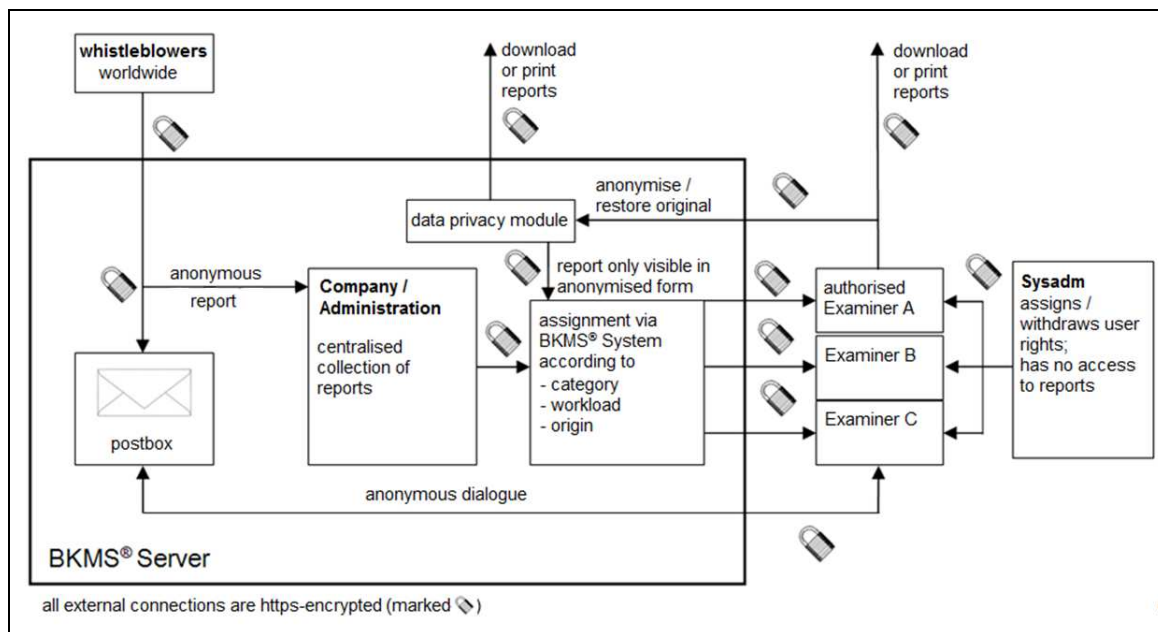 whistleblowers
worldwide
download
or print
reports
download
or print
reports
anonymise /
restore original
data privacy module
report only visible in
anonymised form
anonymous
report
Company /
Administration
centralised
collection of
reports
assignment via
BKMS® System
according to
- category
- workload
- origin
authorised
Examiner A
Examiner B
Examiner C
Sysadm
assigns /
withdraws user
rights;
has no access
to reports
postbox
anonymous dialogue
BKMS® Server
all external connections are https-encrypted (marked )